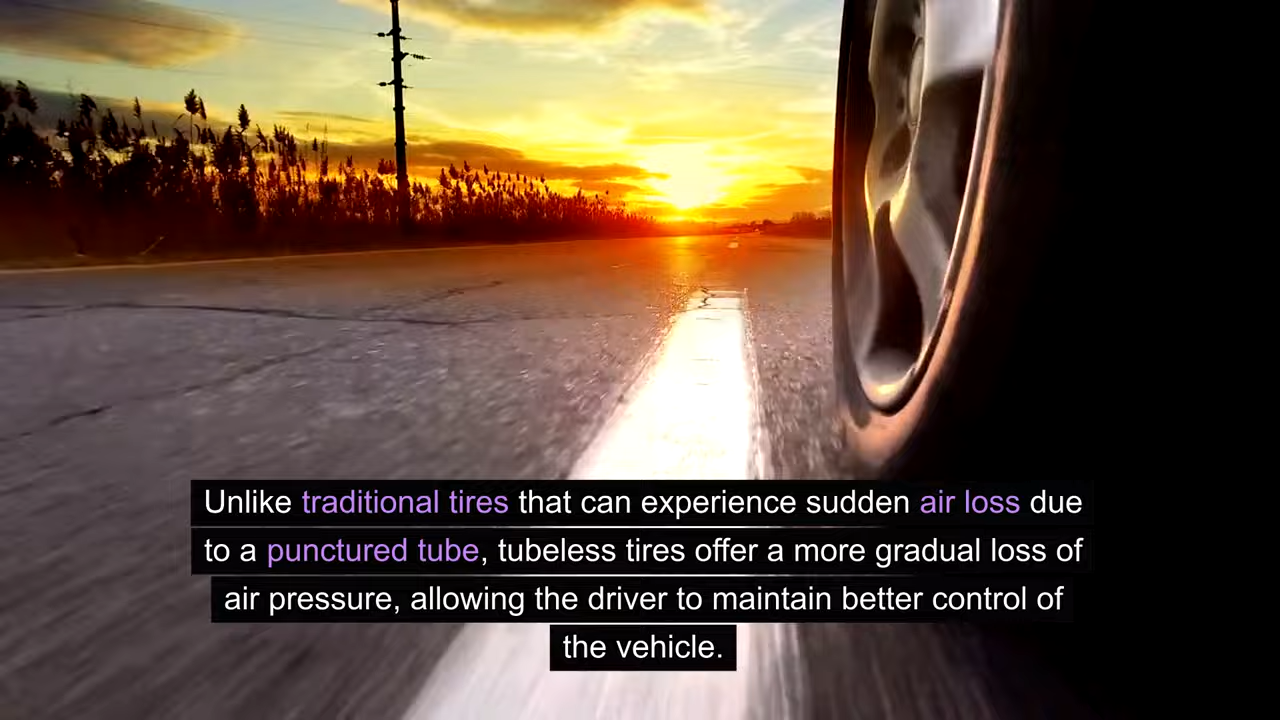 Unlike traditional tires that can experience sudden air loss due
to a punctured tube, tubeless tires offer a more gradual loss of
air pressure, allowing the driver to maintain better control of
the vehicle.